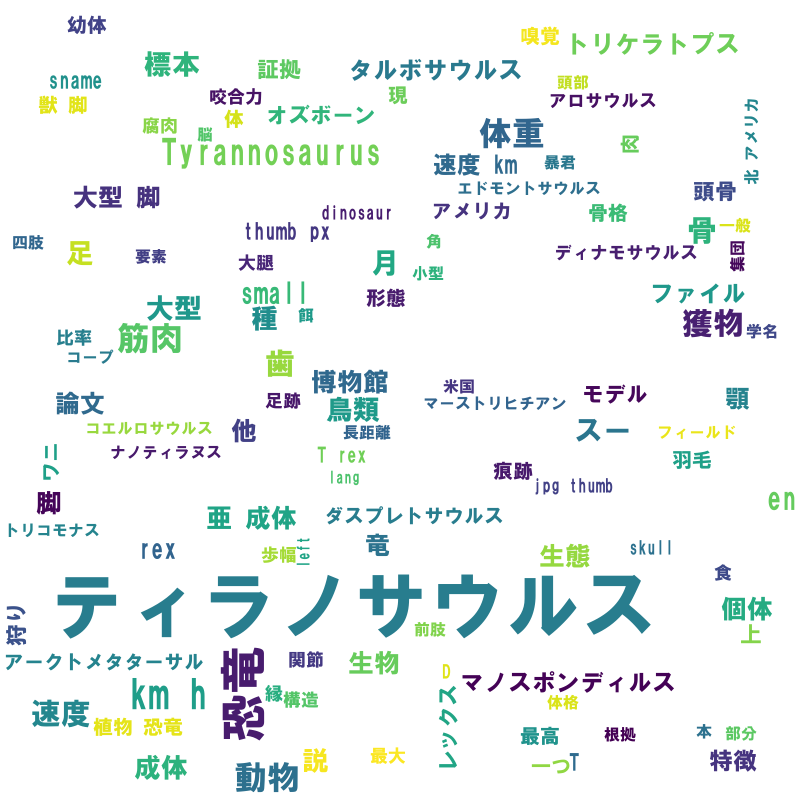 幼体
嗅覚
トリケラトプス
標本
証拠
タルボサウルス
sname
頭部
獣 脚
咬合力
現
アロサウルス
オズボーン
北 アメリカ
腐肉
体
脳
体重
肉
Tyrannosaurus
速度 km
暴君
大型 脚
エドモントサウルス
頭骨
dinosaur
アメリカ
骨格
四肢
足
要素
thumb px
角
骨
一般
大腿
月
小型
ディナモサウルス
集団
small
形態
ファイル
大型
種
餌
獲物
学名
比率
筋肉
コープ
歯
博物館
米国
モデル
顎
論文
足跡
鳥類
マーストリヒチアン
コエルロサウルス
他
長距離
スー
フィールド
ワニ
ナノティラヌス
T rex
痕跡
羽毛
lang
jpg thumb
脚
en
トリコモナス
亜 成体
ダスプレトサウルス
rex
歩幅
left
竜
生態
skull
食
ティラノサウルス
個体
狩り
前肢
上
アークトメタターサル
恐竜
関節
生物
D
マノスポンディルス
km h
縁
構造
レックス
体格
速度
植物 恐竜
最高
根拠
本
部分
成体
動物
説
最大
一つ
T
特徴